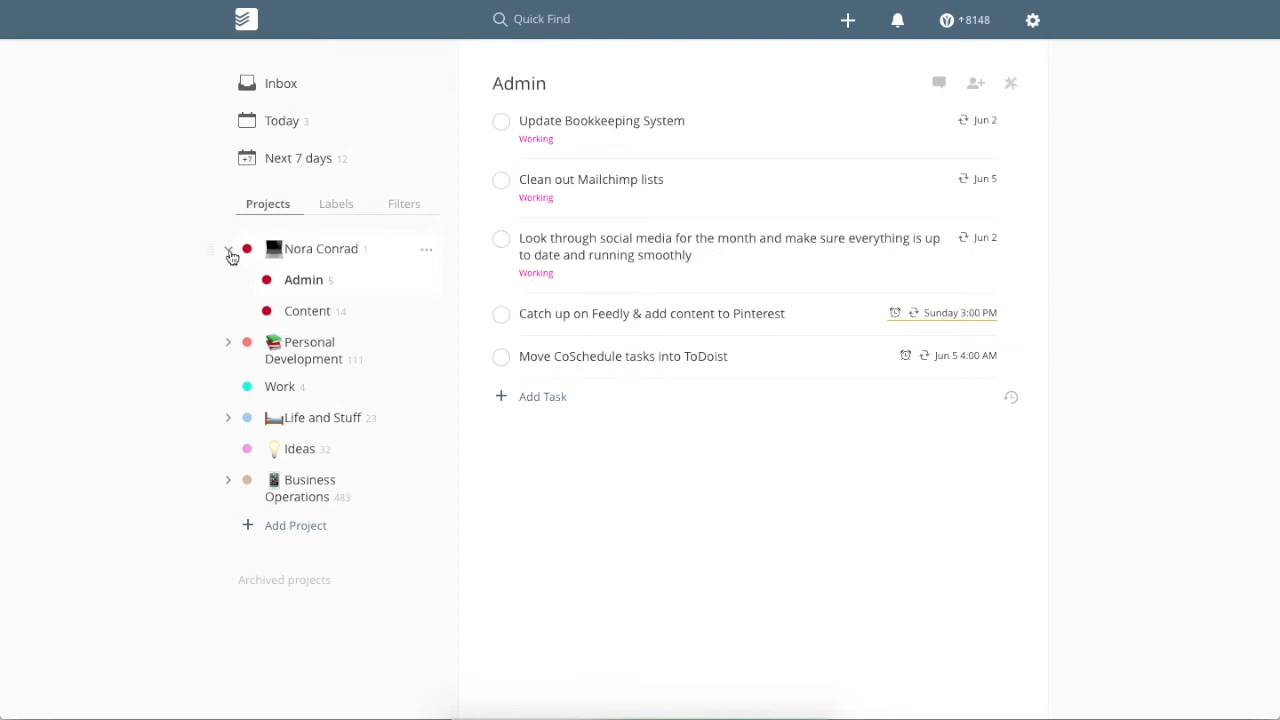 Quick Find
↑8148
Inbox
Today 3
Next 7 days 12
Projects Labels Filters
Nora Conrad 1
Admin 5
Content 14
Personal
Development 111
Work 4
Life and Stuff 23
Ideas 32
Business
Operations 483
Add Project
Archived projects
Admin
Update Bookkeeping System Jun 2
Working
Clean out Mailchimp lists Jun 5
Working
Look through social media for the month and make sure everything is up Jun 2
to date and running smoothly
Working
Catch up on Feedly & add content to Pinterest Sunday 3:00 PM
Move CoSchedule tasks into ToDoist Jun 5 4:00 AM
Add Task